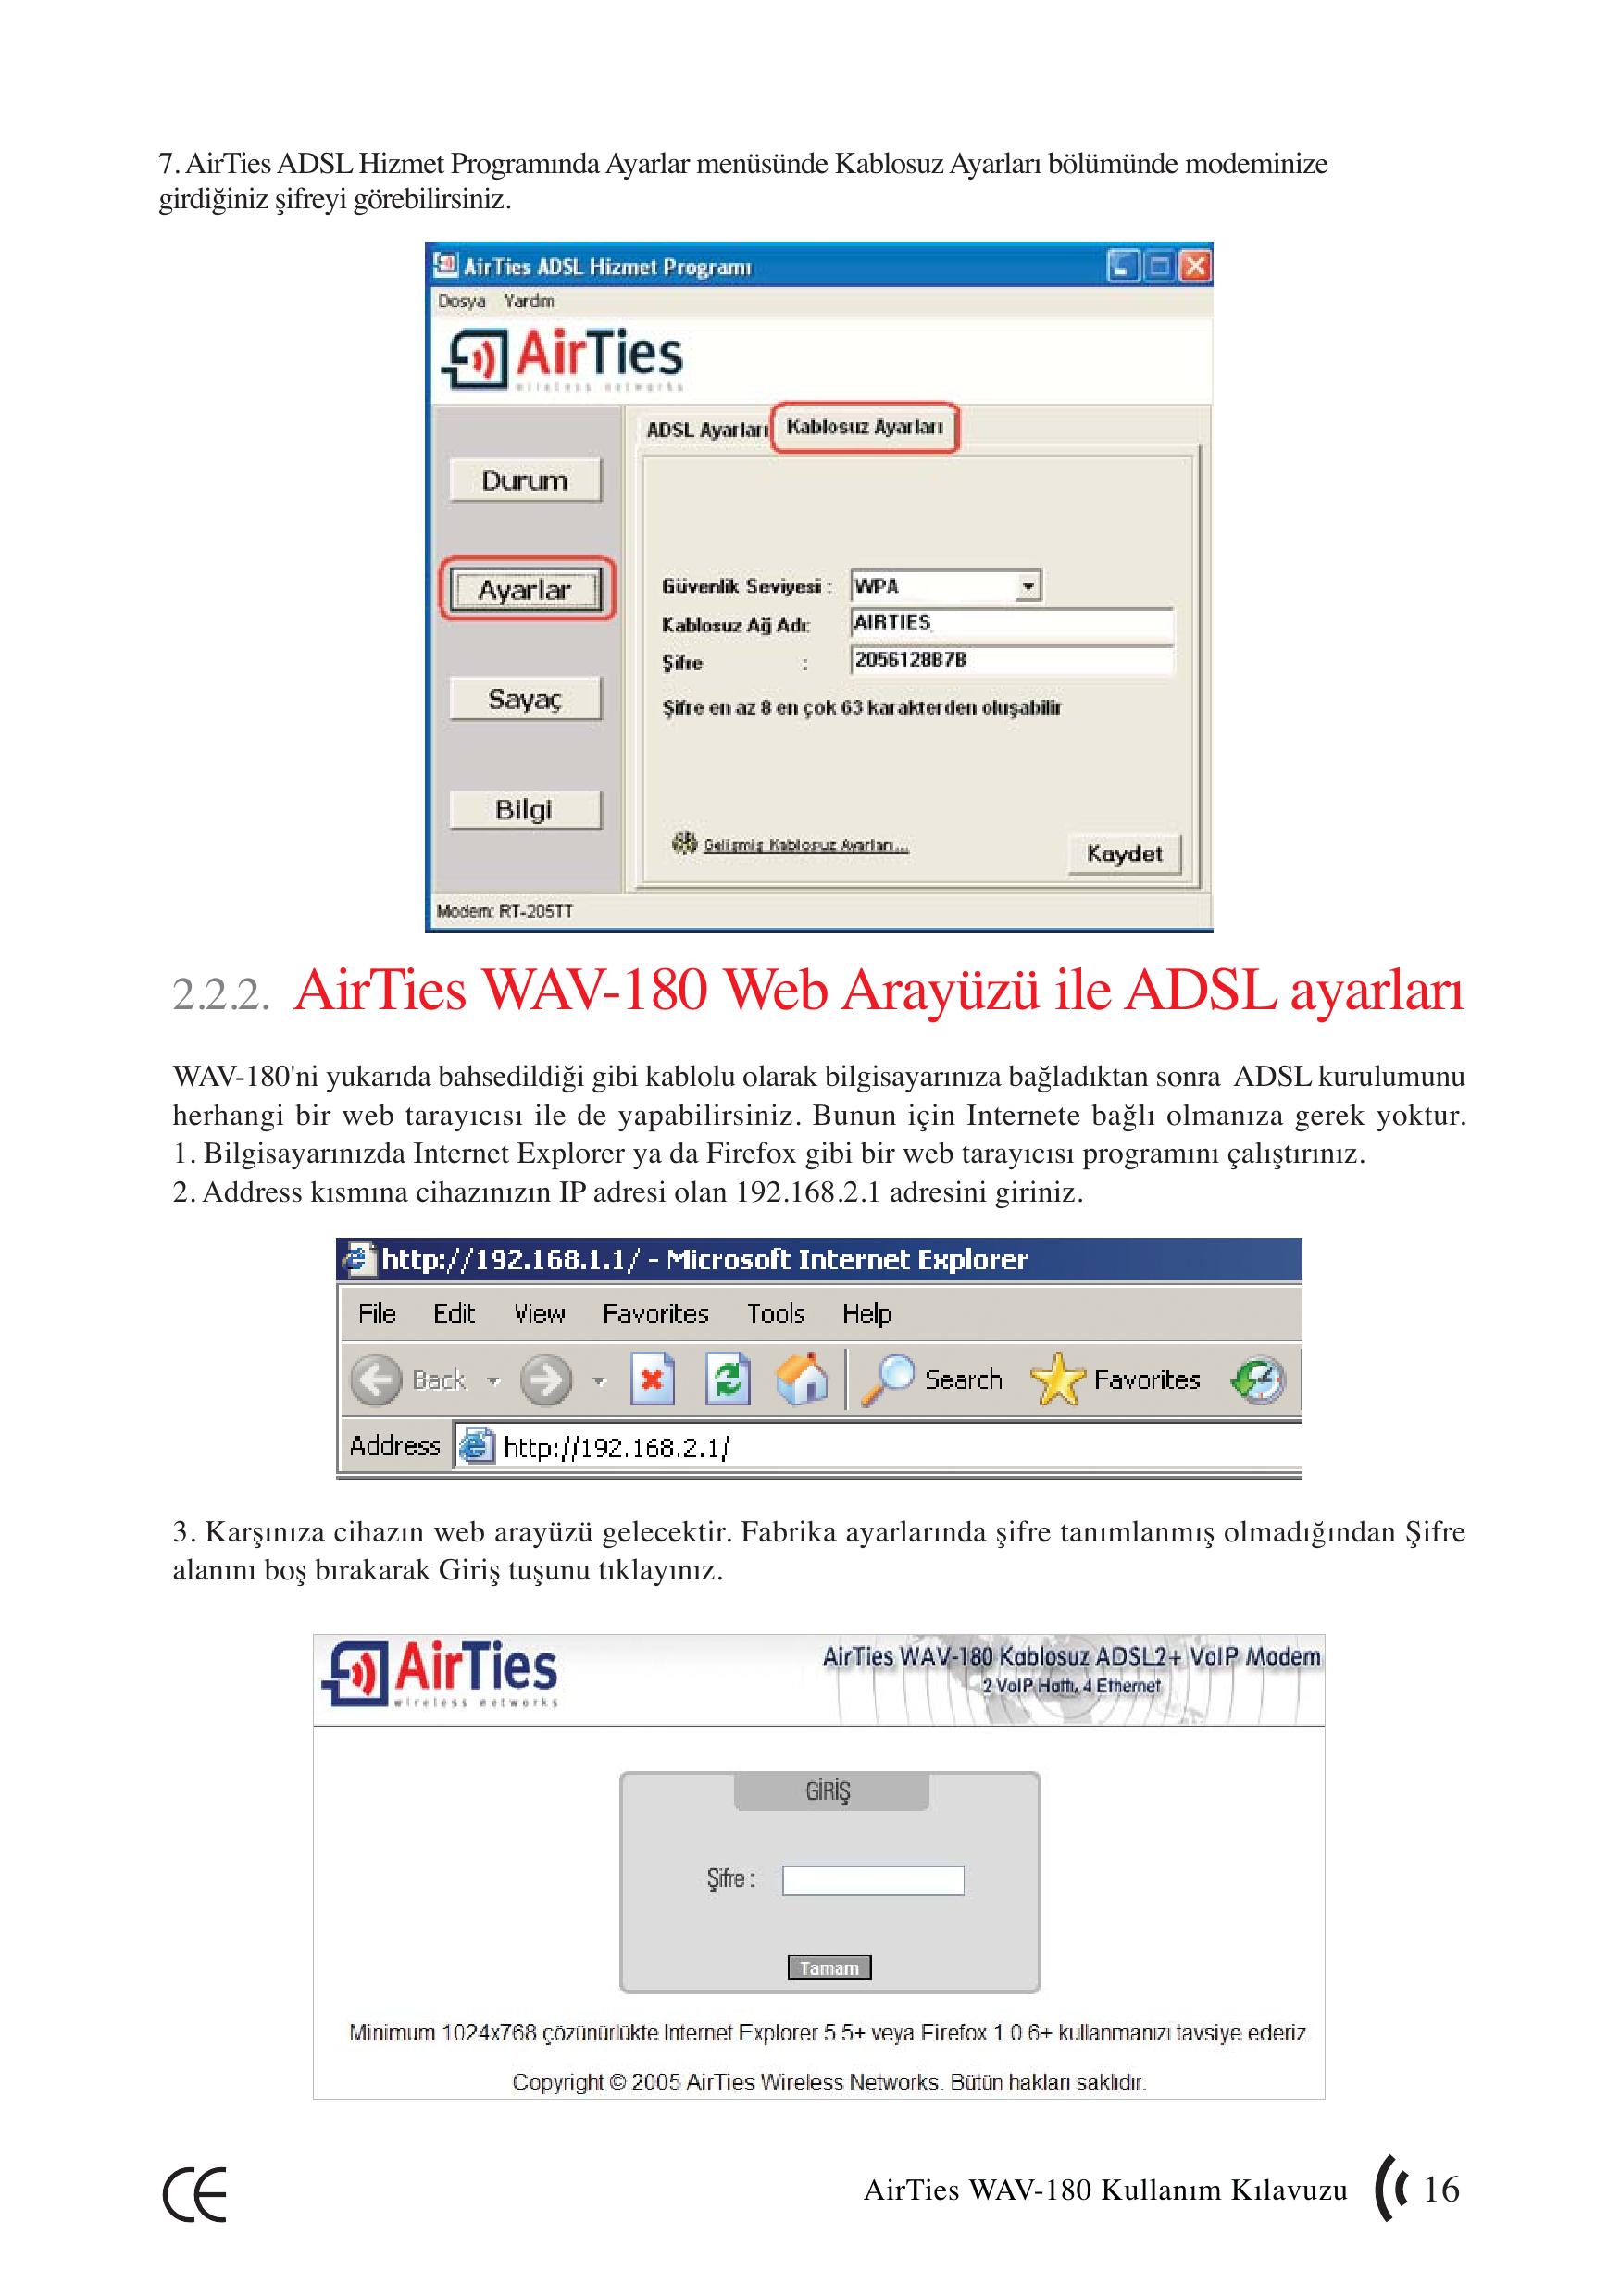 7. AirTies ADSL Hizmet Programında Ayarlar menüsünde Kablosuz Ayarları bölümünde modeminize
girdiğiniz şifreyi görebilirsiniz.
AirTies ADSL Hizmet Programı
Dosya Yardım
AirTies
wireless networks
ADSL Ayarları Kablosuz Ayarları
Durum
Ayarlar
Güvenlik Seviyesi : WPA
Kablosuz Ağ Adı: AIRTIES
Şifre : 2056128B7B
Sayaç
Şifre en az 8 en çok 63 karakterden oluşabilir
Bilgi
Gelişmiş Kablosuz Ayarları...
Kaydet
Modem: RT-205TT
2.2.2. AirTies WAV-180 Web Arayüzü ile ADSL ayarları
WAV-180'ni yukarıda bahsedildiği gibi kablolu olarak bilgisayarınıza bağladıktan sonra ADSL kurulumunu
herhangi bir web tarayıcısı ile de yapabilirsiniz. Bunun için Internete bağlı olmanıza gerek yoktur.
1. Bilgisayarınızda Internet Explorer ya da Firefox gibi bir web tarayıcısı programını çalıştırınız.
2. Address kısmına cihazınızın IP adresi olan 192.168.2.1 adresini giriniz.
http://192.168.1.1/ - Microsoft Internet Explorer
File Edit View Favorites Tools Help
Back Search Favorites
Address http://192.168.2.1/
3. Karşınıza cihazın web arayüzü gelecektir. Fabrika ayarlarında şifre tanımlanmış olmadığından Şifre
alanını boş bırakarak Giriş tuşunu tıklayınız.
AirTies
wireless networks
AirTies WAV-180 Kablosuz ADSL2+ VoIP Modem
2 VoIP Hattı, 4 Ethernet
GİRİŞ
Şifre :
Tamam
Minimum 1024x768 çözünürlükte Internet Explorer 5.5+ veya Firefox 1.0.6+ kullanmanızı tavsiye ederiz.
Copyright © 2005 AirTies Wireless Networks. Bütün hakları saklıdır.
CE
AirTies WAV-180 Kullanım Kılavuzu 16